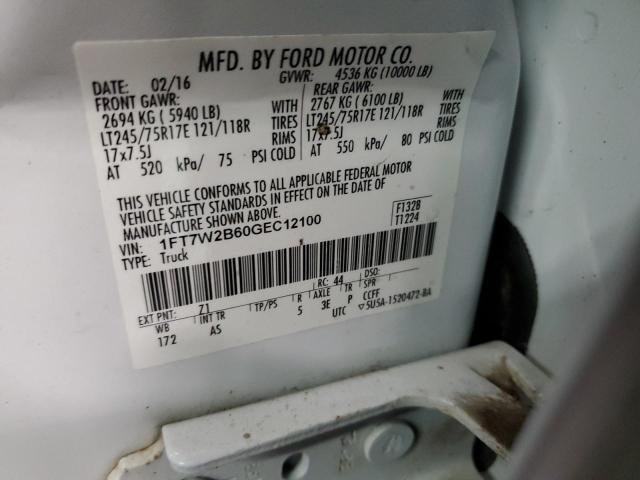 MFD. BY FORD MOTOR CO.
DATE: 02/16 GVWR: 4536 KG (10000 LB)
FRONT GAWR: REAR GAWR:
2694 KG ( 5940 LB) WITH 2767 KG ( 6100 LB) WITH
LT245/75R17E 121/118R TIRES LT245/75R17E 121/118R TIRES
17x7.5J RIMS 17x7.5J RIMS
AT 520 kPa/ 75 PSI COLD AT 550 kPa/ 80 PSI COLD
THIS VEHICLE CONFORMS TO ALL APPLICABLE FEDERAL MOTOR
VEHICLE SAFETY STANDARDS IN EFFECT ON THE DATE OF
MANUFACTURE SHOWN ABOVE.
VIN: 1FT7W2B60GEC12100 F1328
TYPE: Truck T1224
EXT PNT: Z1 RC: 44 DSO:
WB INT TR TP/PS R AXLE TR SPR
172 AS 5 3E P CCFF
UTC ▽5U5A-1520472-BA